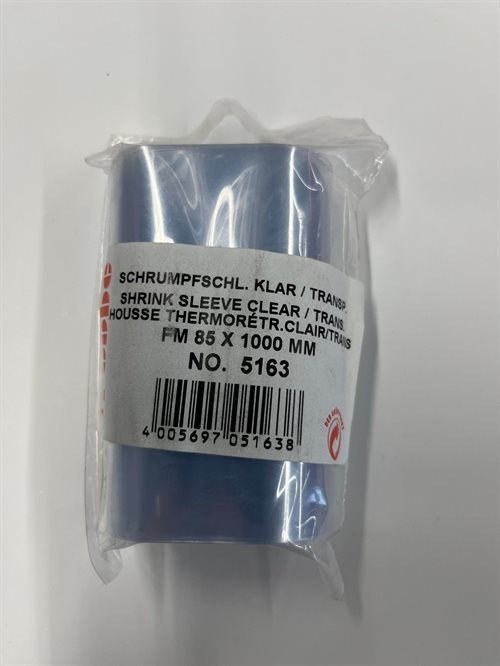 SCHRUMPFSCHL. KLAR / TRANSP.
SHRINK SLEEVE CLEAR / TRANS.
HOUSSE THERMORÉTR.CLAIR/TRANS
FM 85 X 1000 MM
NO. 5163
4 005697 051638